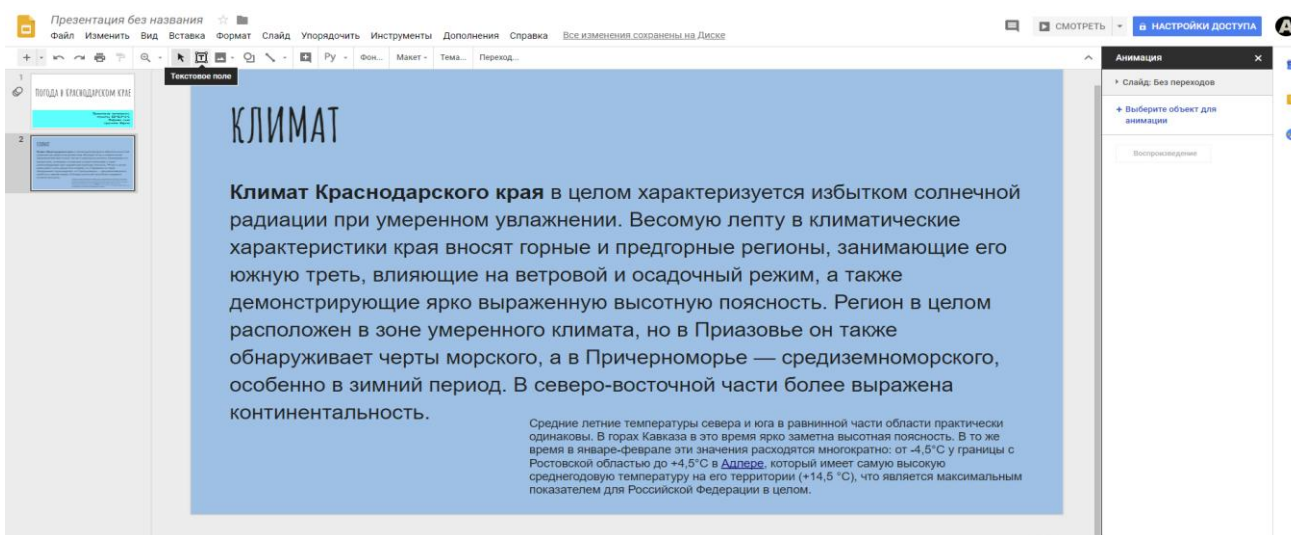 Презентация без названия
Файл Изменить Вид Вставка Формат Слайд Упорядочить Инструменты Дополнения Справка Все изменения сохранены на Диске
СМОТРЕТЬ
НАСТРОЙКИ ДОСТУПА
A
Ру Фон... Макет Тема... Переход...
Текстовое поле
Анимация
Слайд: Без переходов
+ Выберите объект для
анимации
Воспроизведение
1
ПОГОДА В КРАСНОДАРСКОМ КРАЕ
2
КЛИМАТ
Климат Краснодарского края в целом характеризуется избытком солнечной
радиации при умеренном увлажнении. Весомую лепту в климатические
характеристики края вносят горные и предгорные регионы, занимающие его
южную треть, влияющие на ветровой и осадочный режим, а также
демонстрирующие ярко выраженную высотную поясность. Регион в целом
расположен в зоне умеренного климата, но в Приазовье он также
обнаруживает черты морского, а в Причерноморье — средиземноморского,
особенно в зимний период. В северо-восточной части более выражена
континентальность.
Средние летние температуры севера и юга в равнинной части области практически
одинаковы. В горах Кавказа в это время ярко заметна высотная поясность. В то же
время в январе-феврале эти значения расходятся многократно: от -4,5°C у границы с
Ростовской областью до +4,5°C в Адлере, который имеет самую высокую
среднегодовую температуру на его территории (+14,5 °C), что является максимальным
показателем для Российской Федерации в целом.